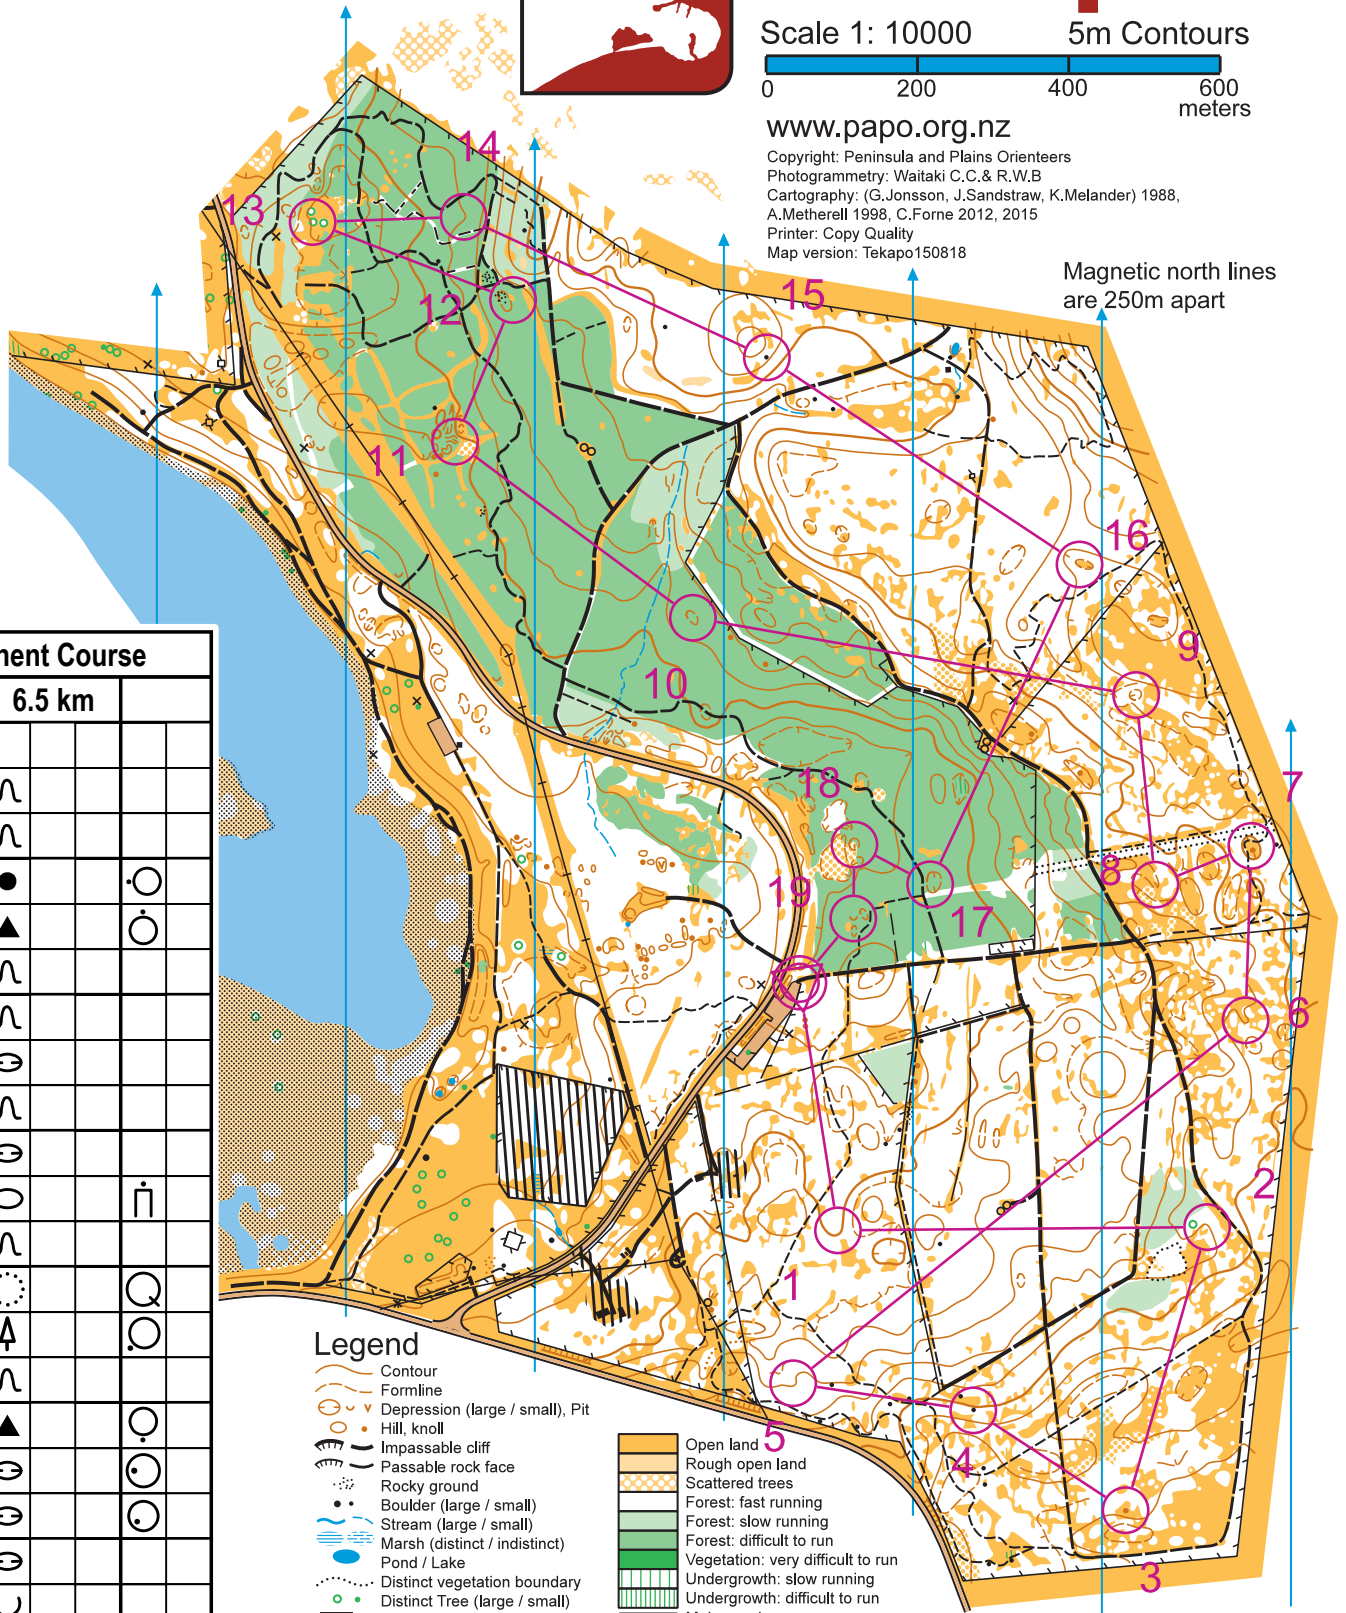 Scale 1: 10000
5m Contours
0
200
400
600
meters
www.papo.org.nz
Copyright: Peninsula and Plains Orienteers
Photogrammetry: Waitaki C.C.& R.W.B
Cartography: (G.Jonsson, J.Sandstraw, K.Melander) 1988,
A.Metherell 1998, C.Forne 2012, 2015
Printer: Copy Quality
Map version: Tekapo150818
Magnetic north lines
are 250m apart
14
13
15
12
11
16
9
10
7
18
8
19
17
6
2
1
5
4
3
nent Course
6.5 km
Legend
Contour
Formline
Depression (large / small), Pit
Hill, knoll
Impassable cliff
Passable rock face
Rocky ground
Boulder (large / small)
Stream (large / small)
Marsh (distinct / indistinct)
Pond / Lake
Distinct vegetation boundary
Distinct Tree (large / small)
Open land
Rough open land
Scattered trees
Forest: fast running
Forest: slow running
Forest: difficult to run
Vegetation: very difficult to run
Undergrowth: slow running
Undergrowth: difficult to run